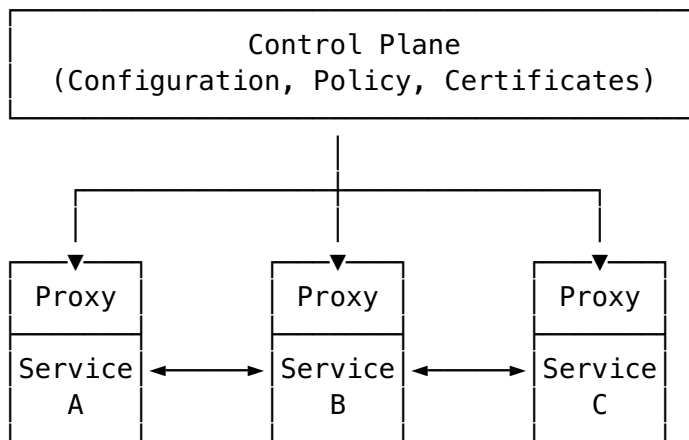 Control Plane
(Configuration, Policy, Certificates)
Proxy
Proxy
Proxy
Service
A
Service
B
Service
C